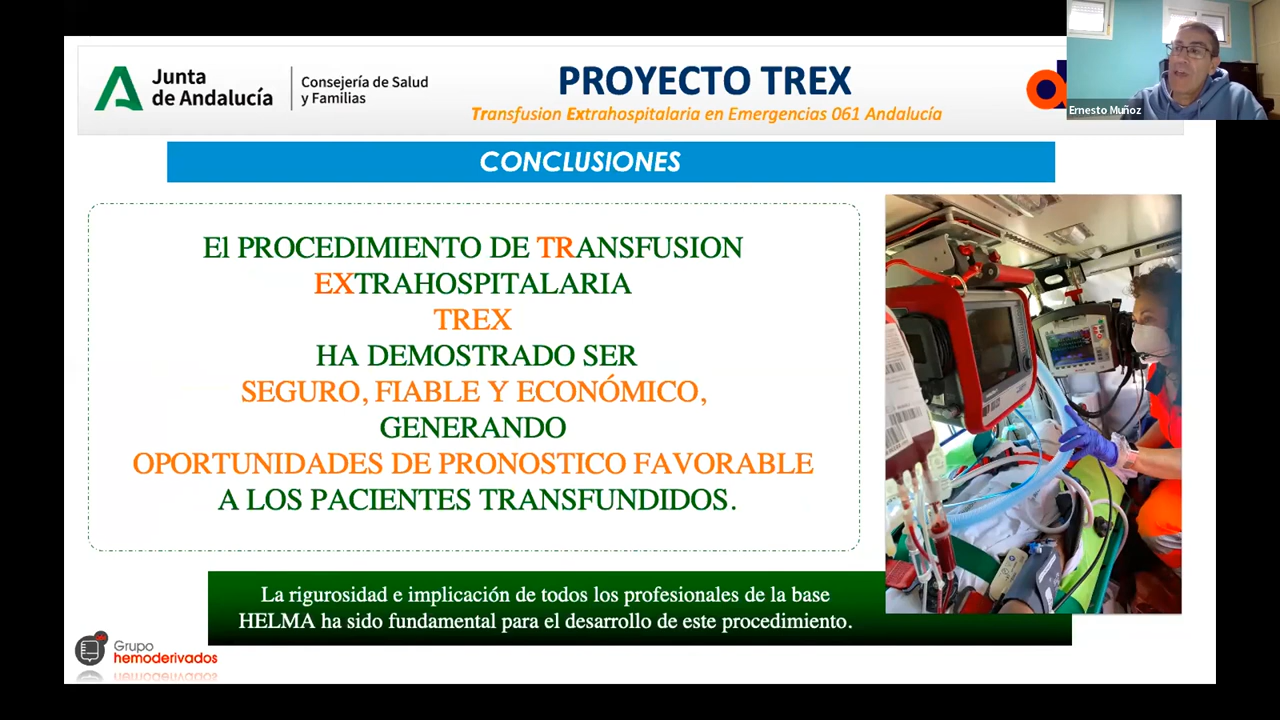 Junta
de Andalucía
Consejería de Salud
y Familias
PROYECTO TREX
Transfusion Extrahospitalaria en Emergencias 061 Andalucía
Ernesto Muñoz
CONCLUSIONES
El PROCEDIMIENTO DE TRANSFUSION
EXTRAHOSPITALARIA
TREX
HA DEMOSTRADO SER
SEGURO, FIABLE Y ECONÓMICO,
GENERANDO
OPORTUNIDADES DE PRONOSTICO FAVORABLE
A LOS PACIENTES TRANSFUNDIDOS.
La rigurosidad e implicación de todos los profesionales de la base
HELMA ha sido fundamental para el desarrollo de este procedimiento.
Grupo
hemoderivados